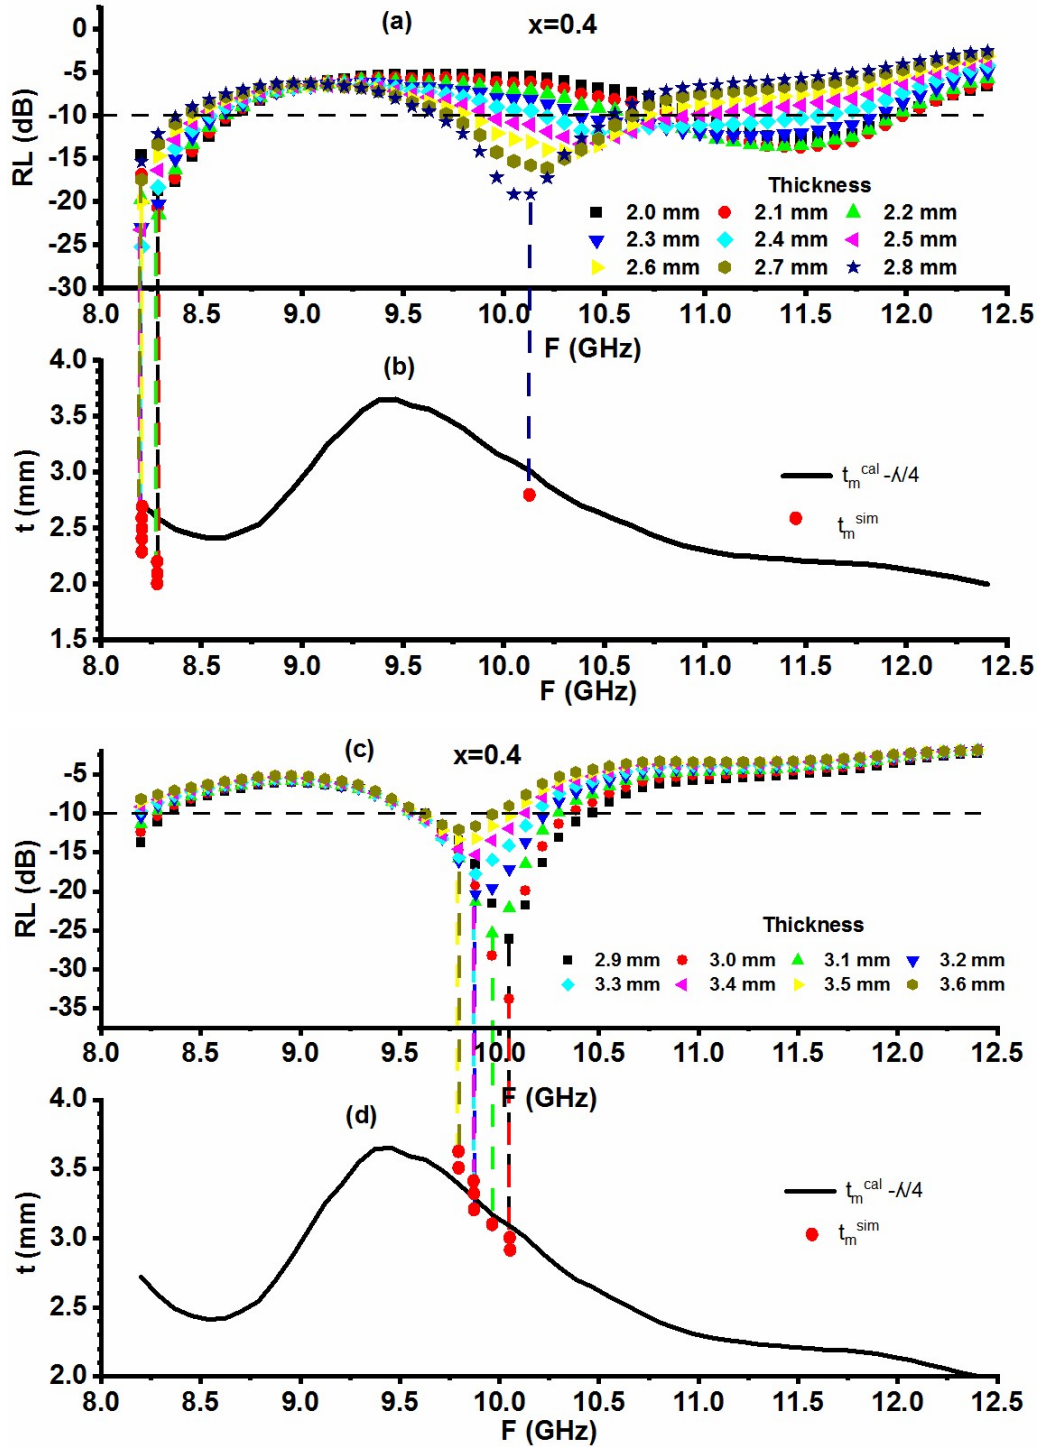 (a)
x=0.4
0
-5
-10
-15
-20
-25
-30
RL (dB)
Thickness
2.0 mm 2.1 mm 2.2 mm
2.3 mm 2.4 mm 2.5 mm
2.6 mm 2.7 mm 2.8 mm
8.0 8.5 9.0 9.5 10.0 10.5 11.0 11.5 12.0 12.5
F (GHz)
(b)
4.0
3.5
3.0
2.5
2.0
1.5
t (mm)
t_m^cal -λ/4
t_m^sim
8.0 8.5 9.0 9.5 10.0 10.5 11.0 11.5 12.0 12.5
F (GHz)
(c)
x=0.4
-5
-10
-15
-20
-25
-30
-35
RL (dB)
Thickness
2.9 mm 3.0 mm 3.1 mm 3.2 mm
3.3 mm 3.4 mm 3.5 mm 3.6 mm
8.0 8.5 9.0 9.5 10.0 10.5 11.0 11.5 12.0 12.5
F (GHz)
(d)
4.0
3.5
3.0
2.5
2.0
t (mm)
t_m^cal -λ/4
t_m^sim
8.0 8.5 9.0 9.5 10.0 10.5 11.0 11.5 12.0 12.5
F (GHz)